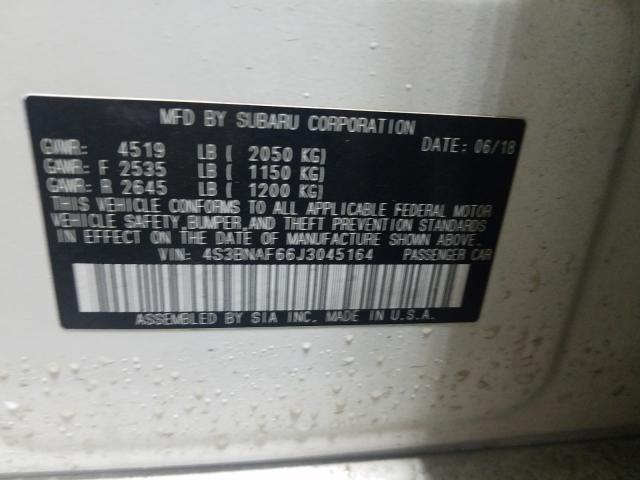 MFD BY SUBARU CORPORATION
GVWR: 4519 LB ( 2050 KG) DATE: 06/18
GAWR: F 2535 LB ( 1150 KG)
GAWR: R 2645 LB ( 1200 KG)
THIS VEHICLE CONFORMS TO ALL APPLICABLE FEDERAL MOTOR
VEHICLE SAFETY, BUMPER, AND THEFT PREVENTION STANDARDS
IN EFFECT ON THE DATE OF MANUFACTURE SHOWN ABOVE.
VIN: 4S3BNAF66J3045164 PASSENGER CAR
ASSEMBLED BY SIA INC. MADE IN U.S.A.